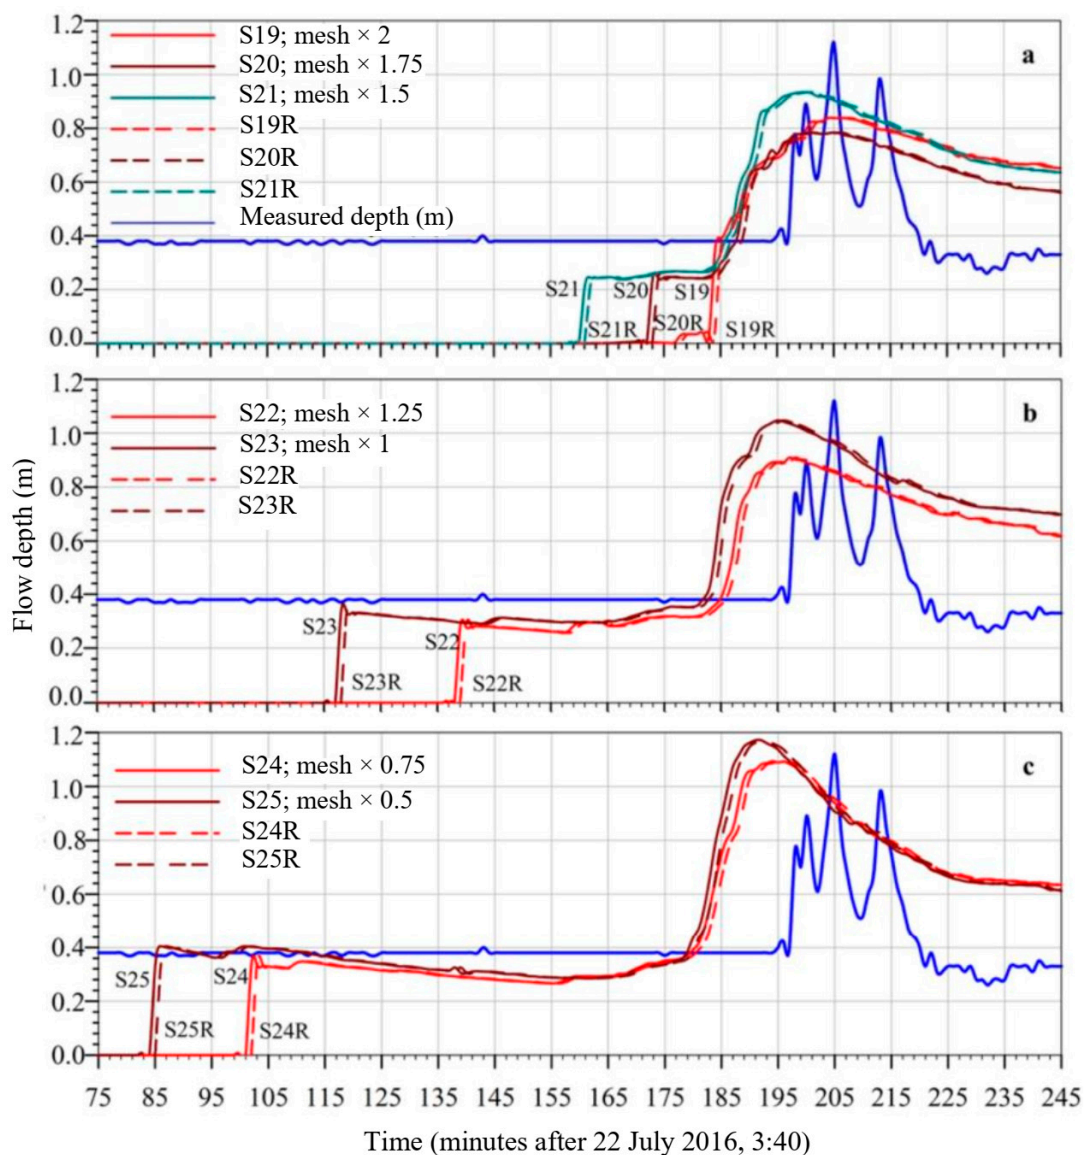 1.2
S19; mesh × 2
a
S20; mesh × 1.75
1.0
S21; mesh × 1.5
S19R
0.8
S20R
0.6
S21R
Measured depth (m)
0.4
S21
S20
S19
0.2
S21R
S20R
S19R
0.0
1.2
S22; mesh × 1.25
b
S23; mesh × 1
1.0
S22R
0.8
S23R
0.6
0.4
S23
S22
0.2
S23R
S22R
0.0
Flow depth (m)
1.2
S24; mesh × 0.75
c
S25; mesh × 0.5
1.0
S24R
0.8
S25R
0.6
0.4
S25
S24
0.2
S25R
S24R
0.0
75 85 95 105 115 125 135 145 155 165 175 185 195 205 215 225 235 245
Time (minutes after 22 July 2016, 3:40)